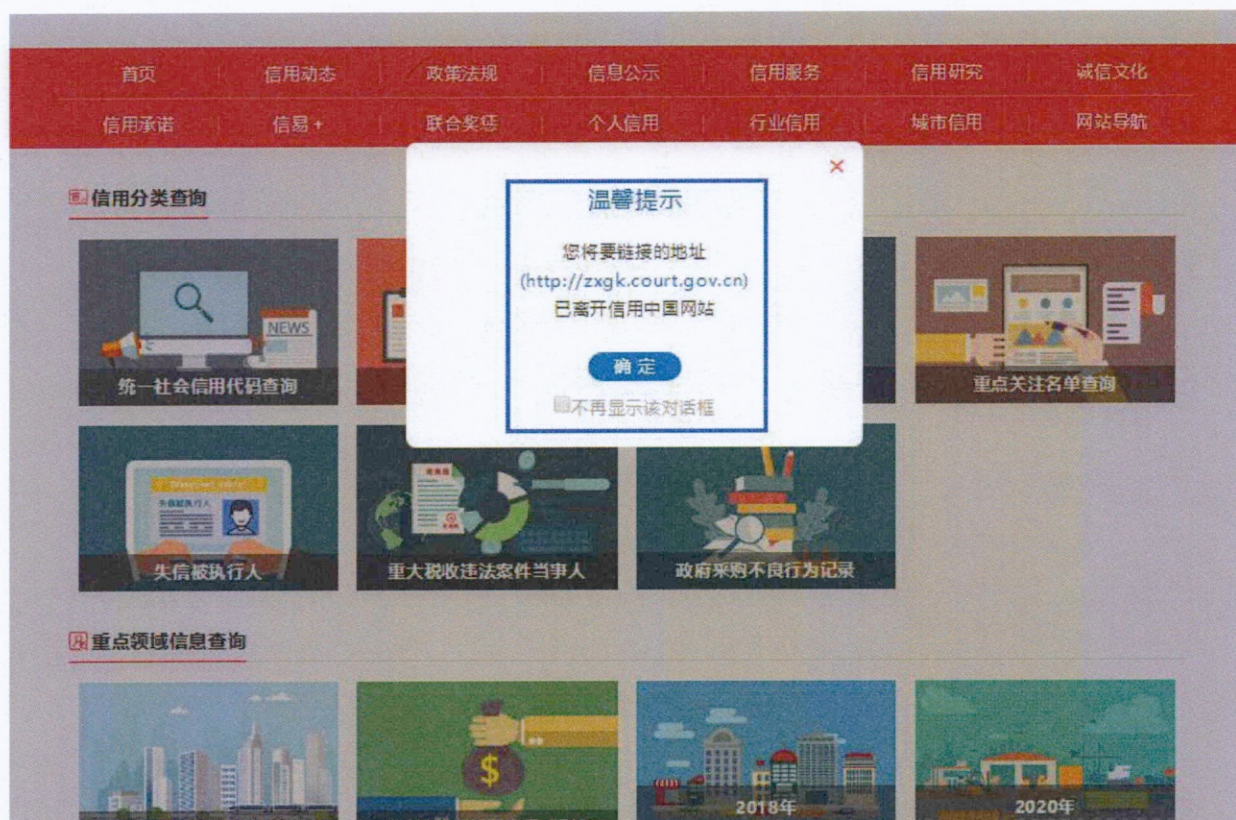 首页 信用动态 政策法规 信息公示 信用服务 信用研究 诚信文化
信用承诺 信易+ 联合奖惩 个人信用 行业信用 城市信用 网站导航
信用分类查询
温馨提示
您将要链接的地址
(http://zxgk.court.gov.cn)
已离开信用中国网站
确定
不再显示该对话框
NEWS
统一社会信用代码查询
重点关注名单查询
失信被执行人
失信被执行人
重大税收违法案件当事人
政府采购不良行为记录
重点领域信息查询
$
2018年
2020年